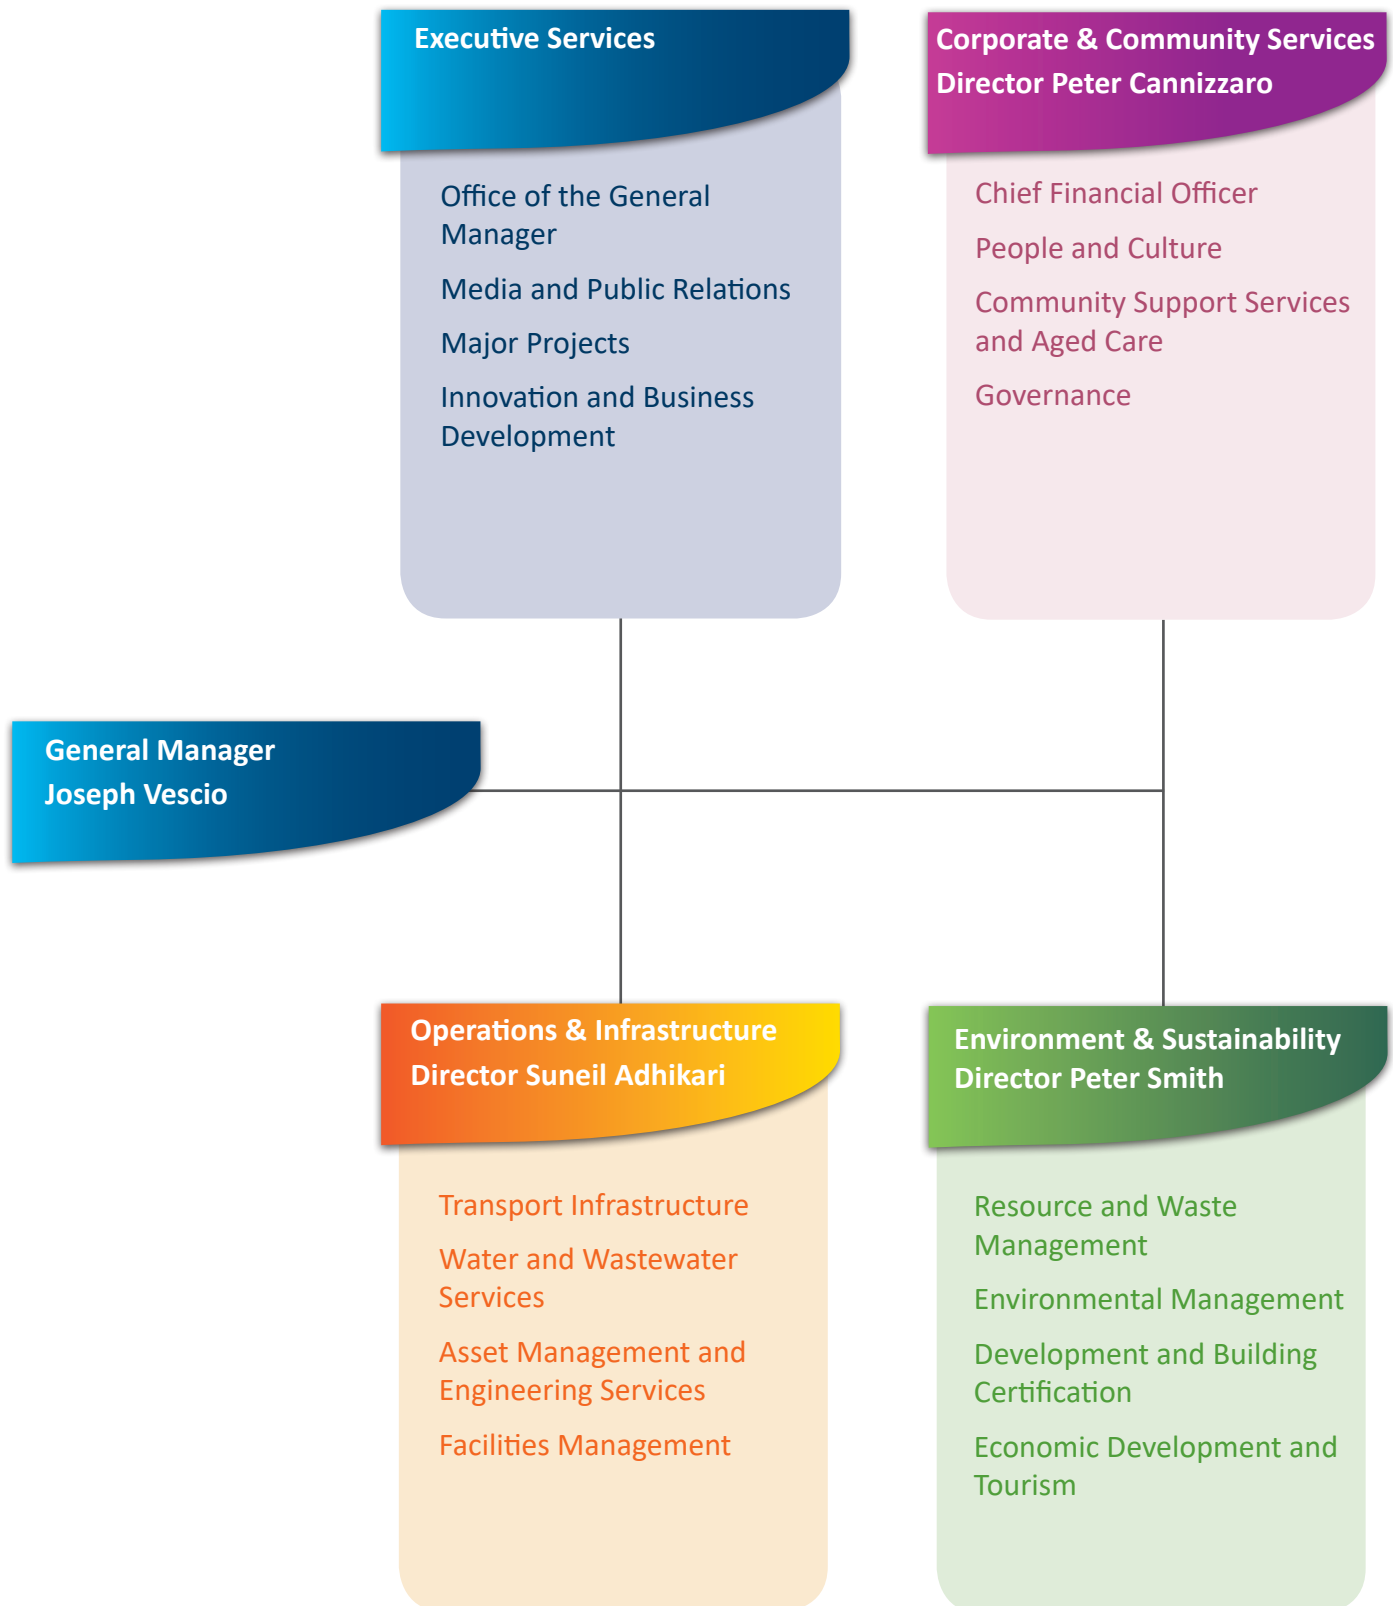 Executive Services
Office of the General
Manager
Media and Public Relations
Major Projects
Innovation and Business
Development
Corporate & Community Services
Director Peter Cannizzaro
Chief Financial Officer
People and Culture
Community Support Services
and Aged Care
Governance
General Manager
Joseph Vescio
Operations & Infrastructure
Director Suneil Adhikari
Transport Infrastructure
Water and Wastewater
Services
Asset Management and
Engineering Services
Facilities Management
Environment & Sustainability
Director Peter Smith
Resource and Waste
Management
Environmental Management
Development and Building
Certification
Economic Development and
Tourism